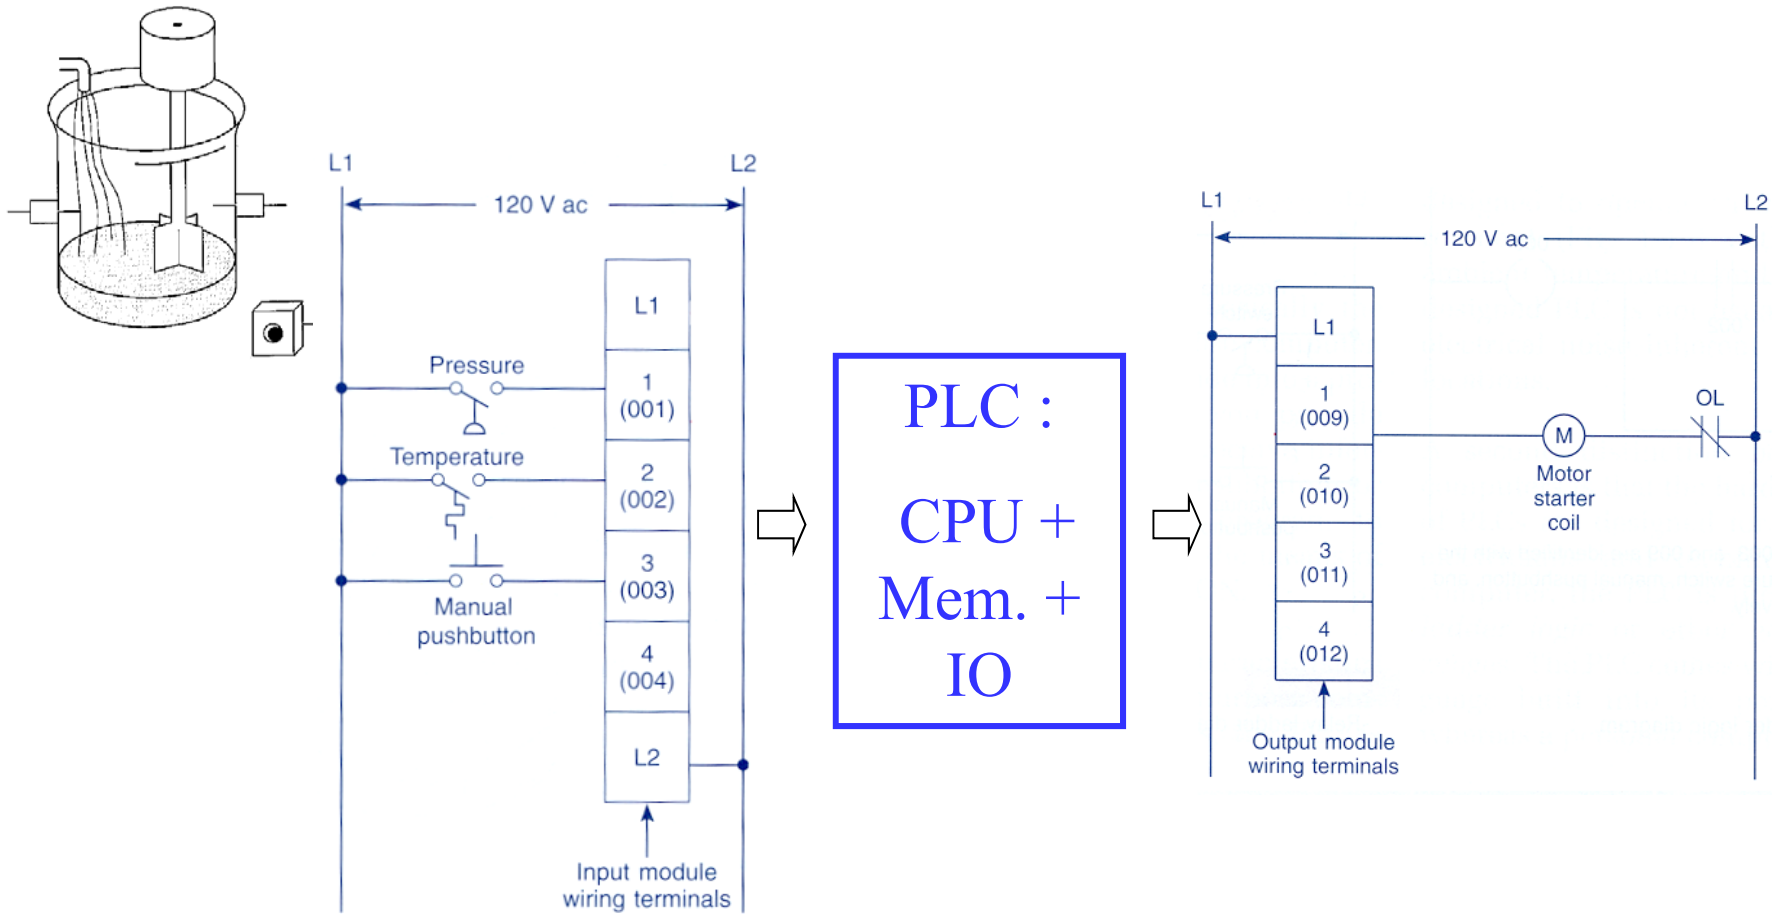 L1
L2
120 V ac
L1
Pressure
1
(001)
Temperature
2
(002)
3
(003)
Manual
pushbutton
4
(004)
L2
Input module
wiring terminals
PLC :
CPU +
Mem. +
IO
L1
L2
120 V ac
L1
1
(009)
OL
M
Motor
starter
coil
2
(010)
3
(011)
4
(012)
Output module
wiring terminals